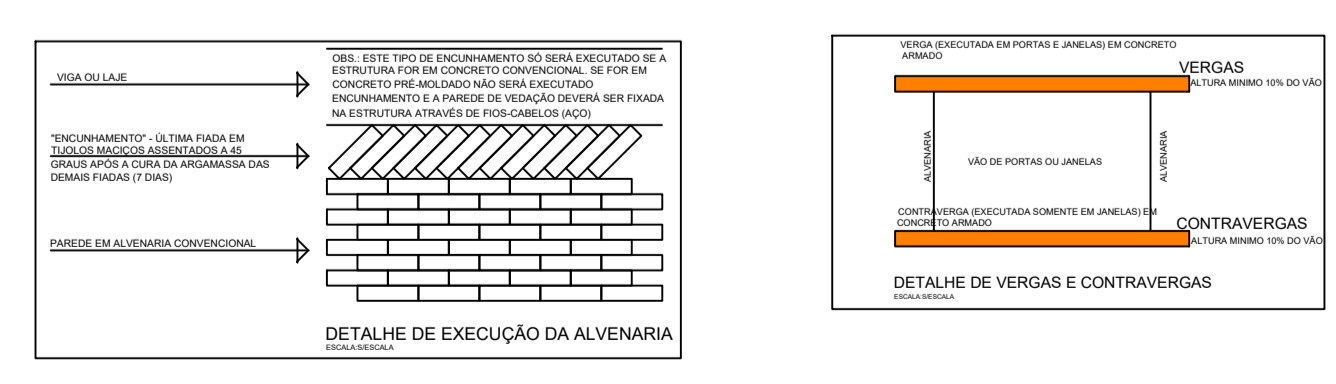 VIGA OU LAJE
"ENCUNHAMENTO" - ÚLTIMA FIADA EM
TIJOLOS MACIÇOS ASSENTADOS A 45
GRAUS APÓS A CURA DA ARGAMASSA DAS
DEMAIS FIADAS (7 DIAS)
PAREDE EM ALVENARIA CONVENCIONAL
OBS.: ESTE TIPO DE ENCUNHAMENTO SÓ SERÁ EXECUTADO SE A
ESTRUTURA FOR EM CONCRETO CONVENCIONAL. SE FOR EM
CONCRETO PRÉ-MOLDADO NÃO SERÁ EXECUTADO
ENCUNHAMENTO E A PAREDE DE VEDAÇÃO DEVERÁ SER FIXADA
NA ESTRUTURA ATRAVÉS DE FIOS-CABELOS (AÇO)
DETALHE DE EXECUÇÃO DA ALVENARIA
ESCALA:S/ESCALA
VERGA (EXECUTADA EM PORTAS E JANELAS) EM CONCRETO
ARMADO
VERGAS
ALTURA MINIMO 10% DO VÃO
ALVENARIA
VÃO DE PORTAS OU JANELAS
ALVENARIA
CONTRAVERGA (EXECUTADA SOMENTE EM JANELAS) EM
CONCRETO ARMADO
CONTRAVERGAS
ALTURA MINIMO 10% DO VÃO
DETALHE DE VERGAS E CONTRAVERGAS
ESCALA:S/ESCALA